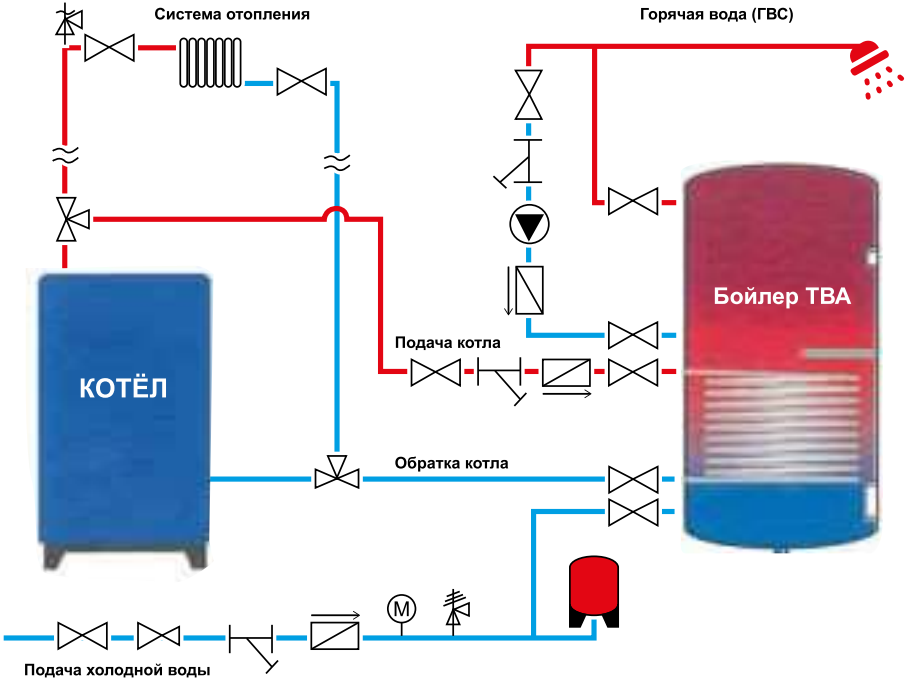 Система отопления
Горячая вода (ГВС)
Бойлер ТВА
Подача котла
КОТЁЛ
Обратка котла
М
Подача холодной воды